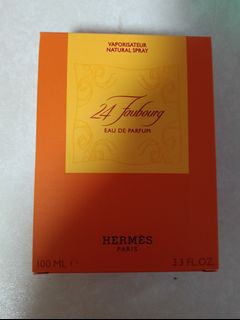 VAPORISATEUR
NATURAL SPRAY
24 Faubourg
EAU DE PARFUM
HERMÈS
PARIS
100 ML ℮ 3.3 FL.OZ.